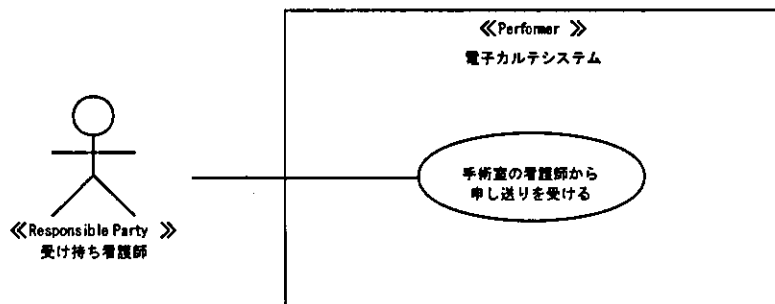 ≪Performer ≫
電子カルテシステム
手術室の看護師から
申し送りを受ける
≪Responsible Party ≫
受け持ち看護師